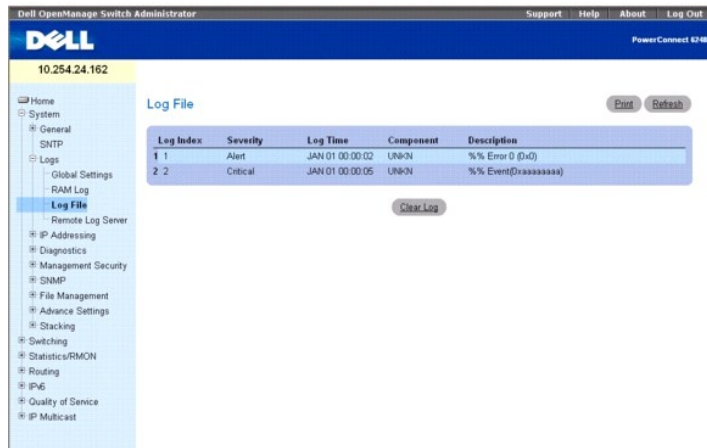 Dell OpenManage Switch Administrator
Support Help About Log Out
DELL
PowerConnect 6248
10.254.24.162
Home
System
General
SNTP
Logs
Global Settings
RAM Log
Log File
Remote Log Server
IP Addressing
Diagnostics
Management Security
SNMP
File Management
Advance Settings
Stacking
Switching
Statistics/RMON
Routing
IPv6
Quality of Service
IP Multicast
Log File
Print Refresh
Log Index Severity Log Time Component Description
1 1 Alert JAN 01 00:00:02 UNKN %% Error 0 (0x0)
2 2 Critical JAN 01 00:00:05 UNKN %% Event(0xaaaaaaaa)
Clear Log